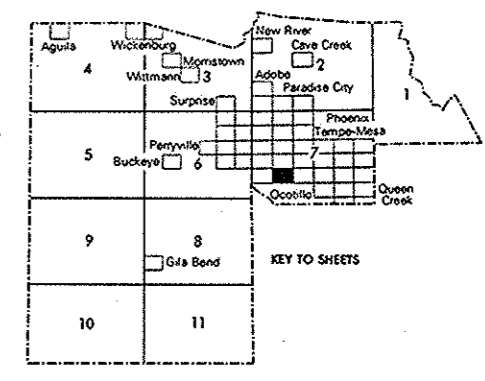 New River
Aguila Wickenburg Cave Creek
Morristown 2
4 Wittmann 3 Adobe
Paradise City 1
Surprise
Phoenix
Tempe-Mesa
5 Perryville 7
Buckeye 6
Ocotillo Queen Creek
9 8
Gila Bend KEY TO SHEETS
10 11